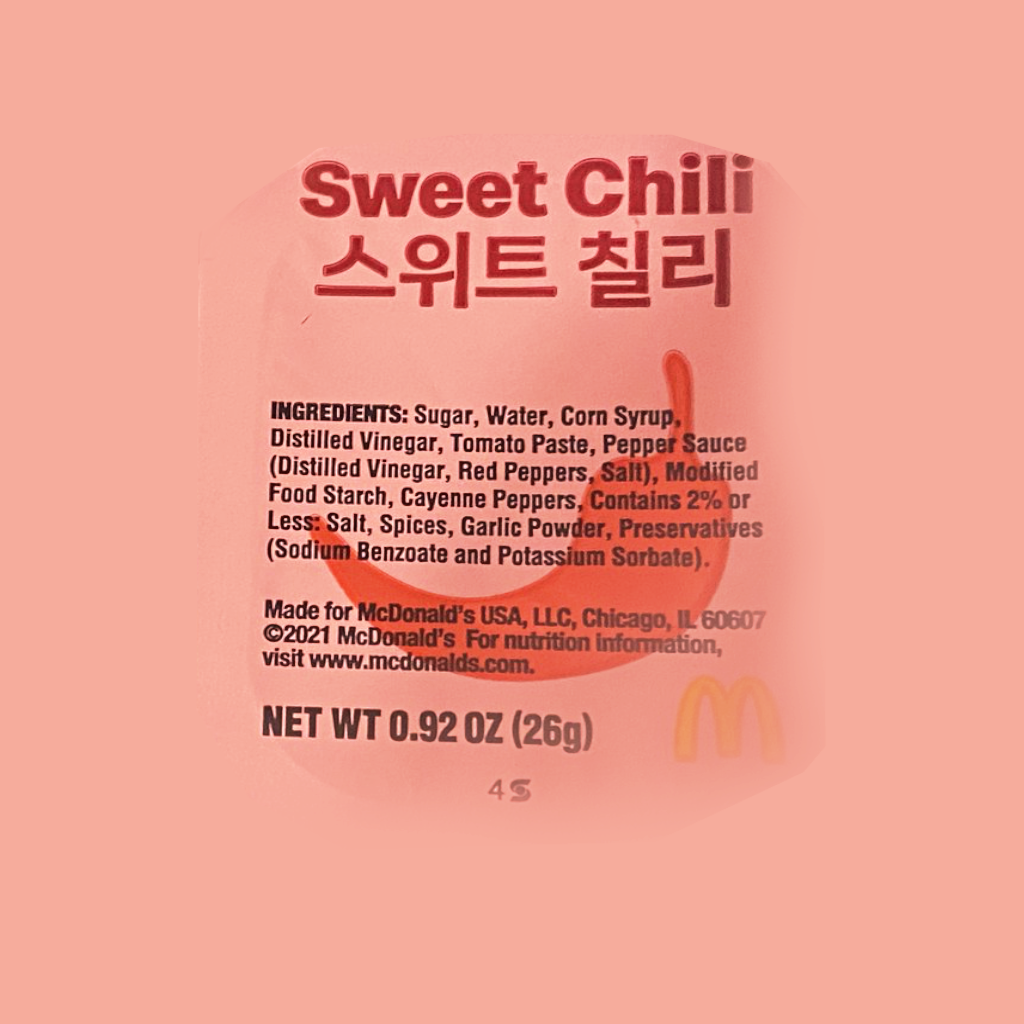 Sweet Chili
스위트 칠리
INGREDIENTS: Sugar, Water, Corn Syrup,
Distilled Vinegar, Tomato Paste, Pepper Sauce
(Distilled Vinegar, Red Peppers, Salt), Modified
Food Starch, Cayenne Peppers, Contains 2% or
Less: Salt, Spices, Garlic Powder, Preservatives
(Sodium Benzoate and Potassium Sorbate).
Made for McDonald's USA, LLC, Chicago, IL 60607
©2021 McDonald's For nutrition information,
visit www.mcdonalds.com.
NET WT 0.92 OZ (26g)
4